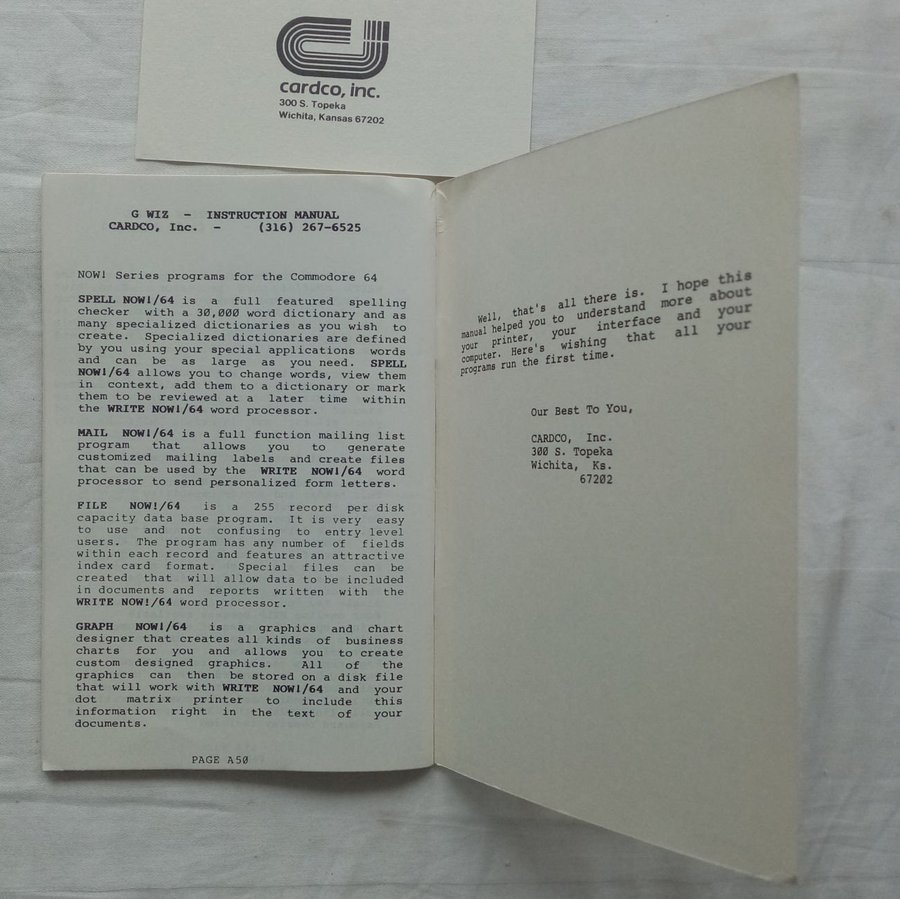 cardco, inc.
300 S. Topeka
Wichita, Kansas 67202
G WIZ - INSTRUCTION MANUAL
CARDCO, Inc. - (316) 267-6525
NOW! Series programs for the Commodore 64
SPELL NOW!/64 is a full featured spelling
checker with a 30,000 word dictionary and as
many specialized dictionaries as you wish to
create. Specialized dictionaries are defined
by you using your special applications words
and can be as large as you need. SPELL
NOW!/64 allows you to change words, view them
in context, add them to a dictionary or mark
them to be reviewed at a later time within
the WRITE NOW!/64 word processor.
MAIL NOW!/64 is a full function mailing list
program that allows you to generate
customized mailing labels and create files
that can be used by the WRITE NOW!/64 word
processor to send personalized form letters.
FILE NOW!/64 is a 255 record per disk
capacity data base program. It is very easy
to use and not confusing to entry level
users. The program has any number of fields
within each record and features an attractive
index card format. Special files can be
created that will allow data to be included
in documents and reports written with the
WRITE NOW!/64 word processor.
GRAPH NOW!/64 is a graphics and chart
designer that creates all kinds of business
charts for you and allows you to create
custom designed graphics. All of the
graphics can then be stored on a disk file
that will work with WRITE NOW!/64 and your
dot matrix printer to include this
information right in the text of your
documents.
PAGE A50
Well, that's all there is. I hope this
manual helped you to understand more about
your printer, your interface and your
computer. Here's wishing that all your
programs run the first time.
Our Best To You,
CARDCO, Inc.
300 S. Topeka
Wichita, Ks.
67202